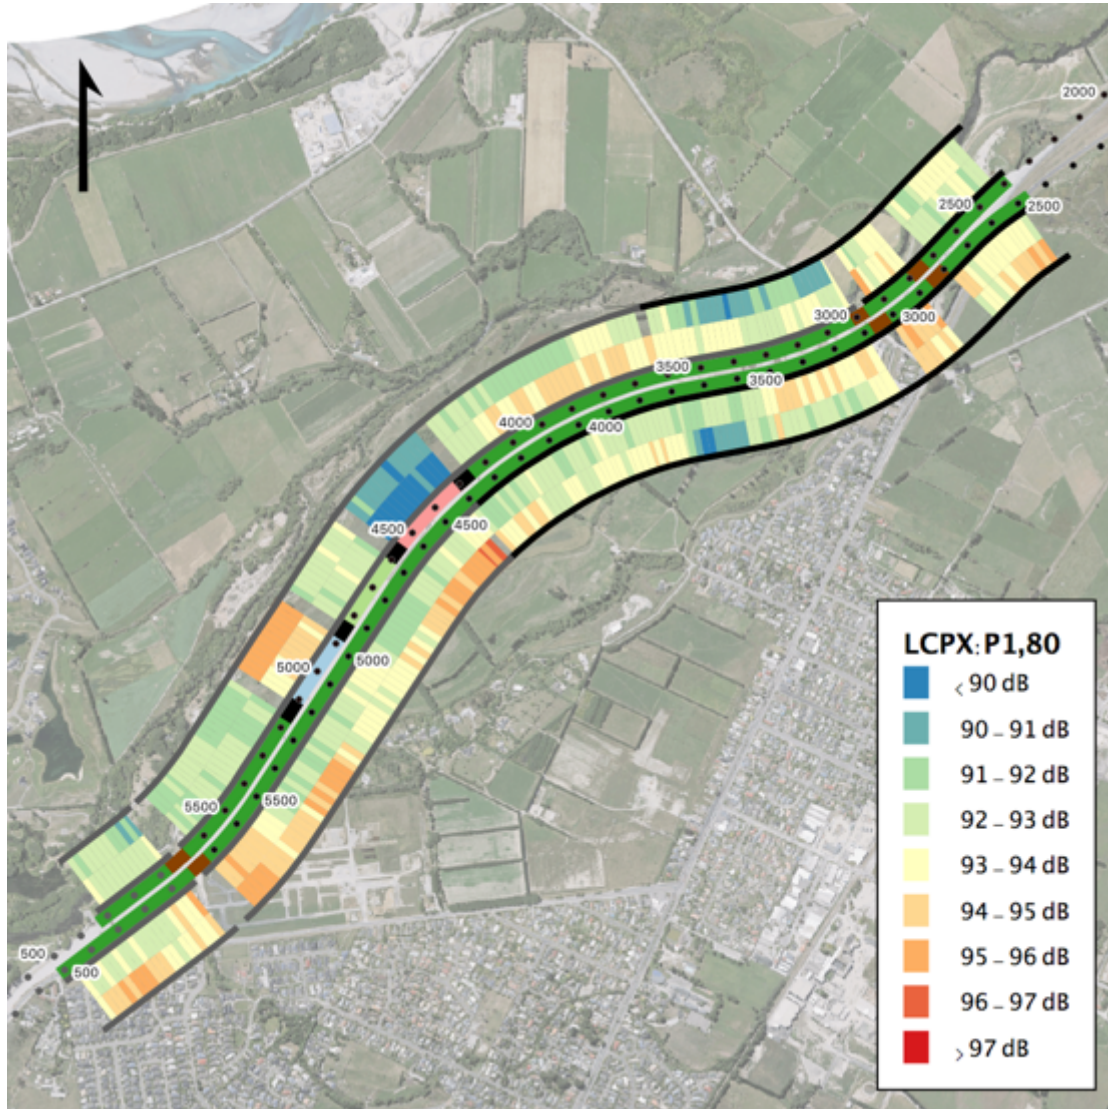 2000
2500
2500
3000
3000
3500
3500
4000
4000
4500
4500
5000
5000
5500
5500
500
500
LCPX:P1,80
< 90 dB
90 – 91 dB
91 – 92 dB
92 – 93 dB
93 – 94 dB
94 – 95 dB
95 – 96 dB
96 – 97 dB
> 97 dB